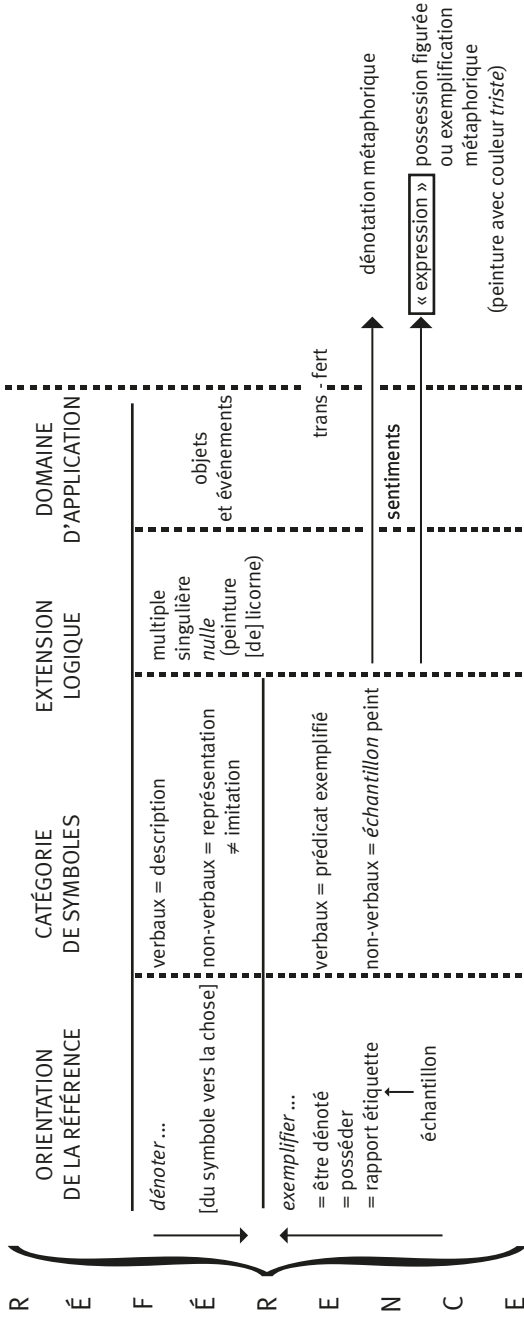 RÉFÉRENCE
ORIENTATION
DE LA RÉFÉRENCE
CATÉGORIE
DE SYMBOLES
EXTENSION
LOGIQUE
DOMAINE
D'APPLICATION
dénoter...
[du symbole vers la chose]
verbaux = description
non-verbaux = représentation
≠ imitation
multiple
singulière
nulle
(peinture
[de] licorne)
objets
et événements
exemplifier...
= être dénoté
= posséder
= rapport étiquette
échantillon
verbaux = prédicat exemplifié
non-verbaux = échantillon peint
trans - fert
sentiments
dénotation métaphorique
« expression » possession figurée
ou exemplification
métaphorique
(peinture avec couleur triste)